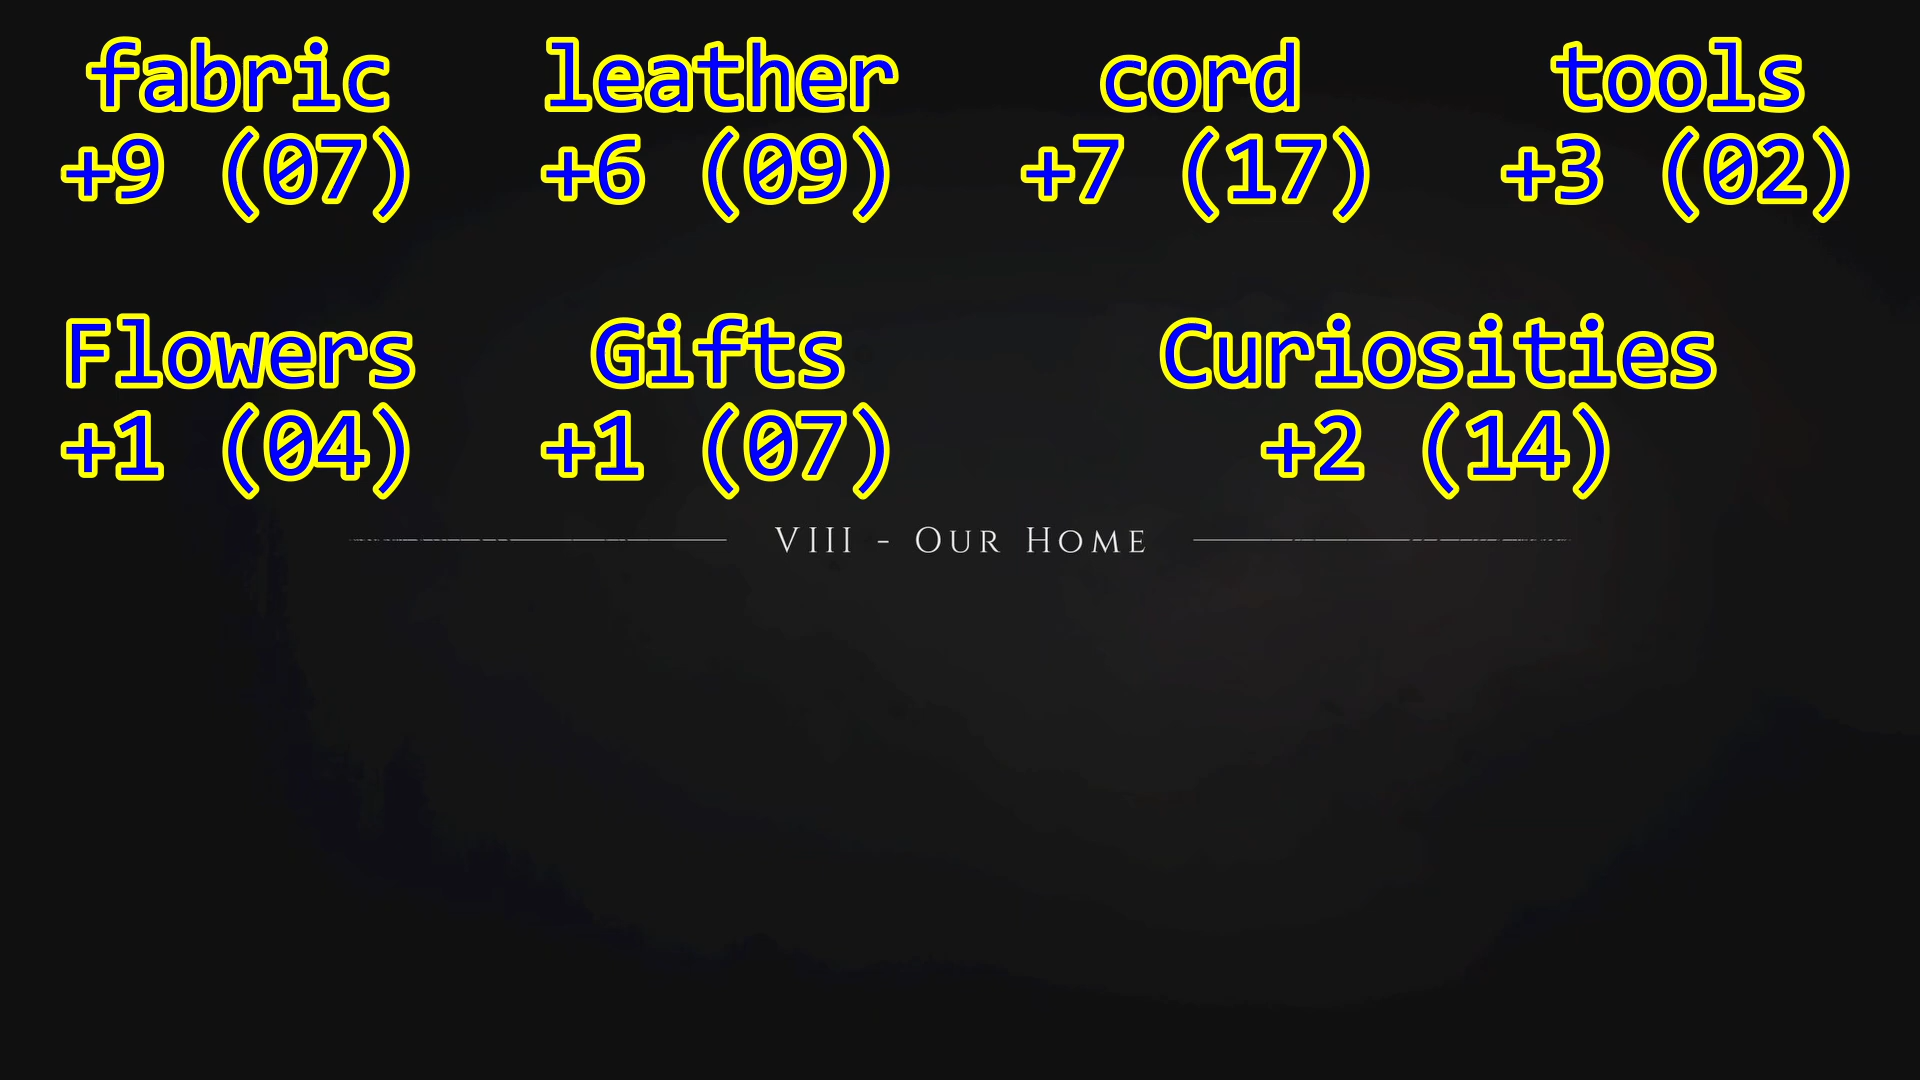 fabric leather cord tools
+9 (07) +6 (09) +7 (17) +3 (02)
Flowers Gifts Curiosities
+1 (04) +1 (07) +2 (14)
VIII - Our Home